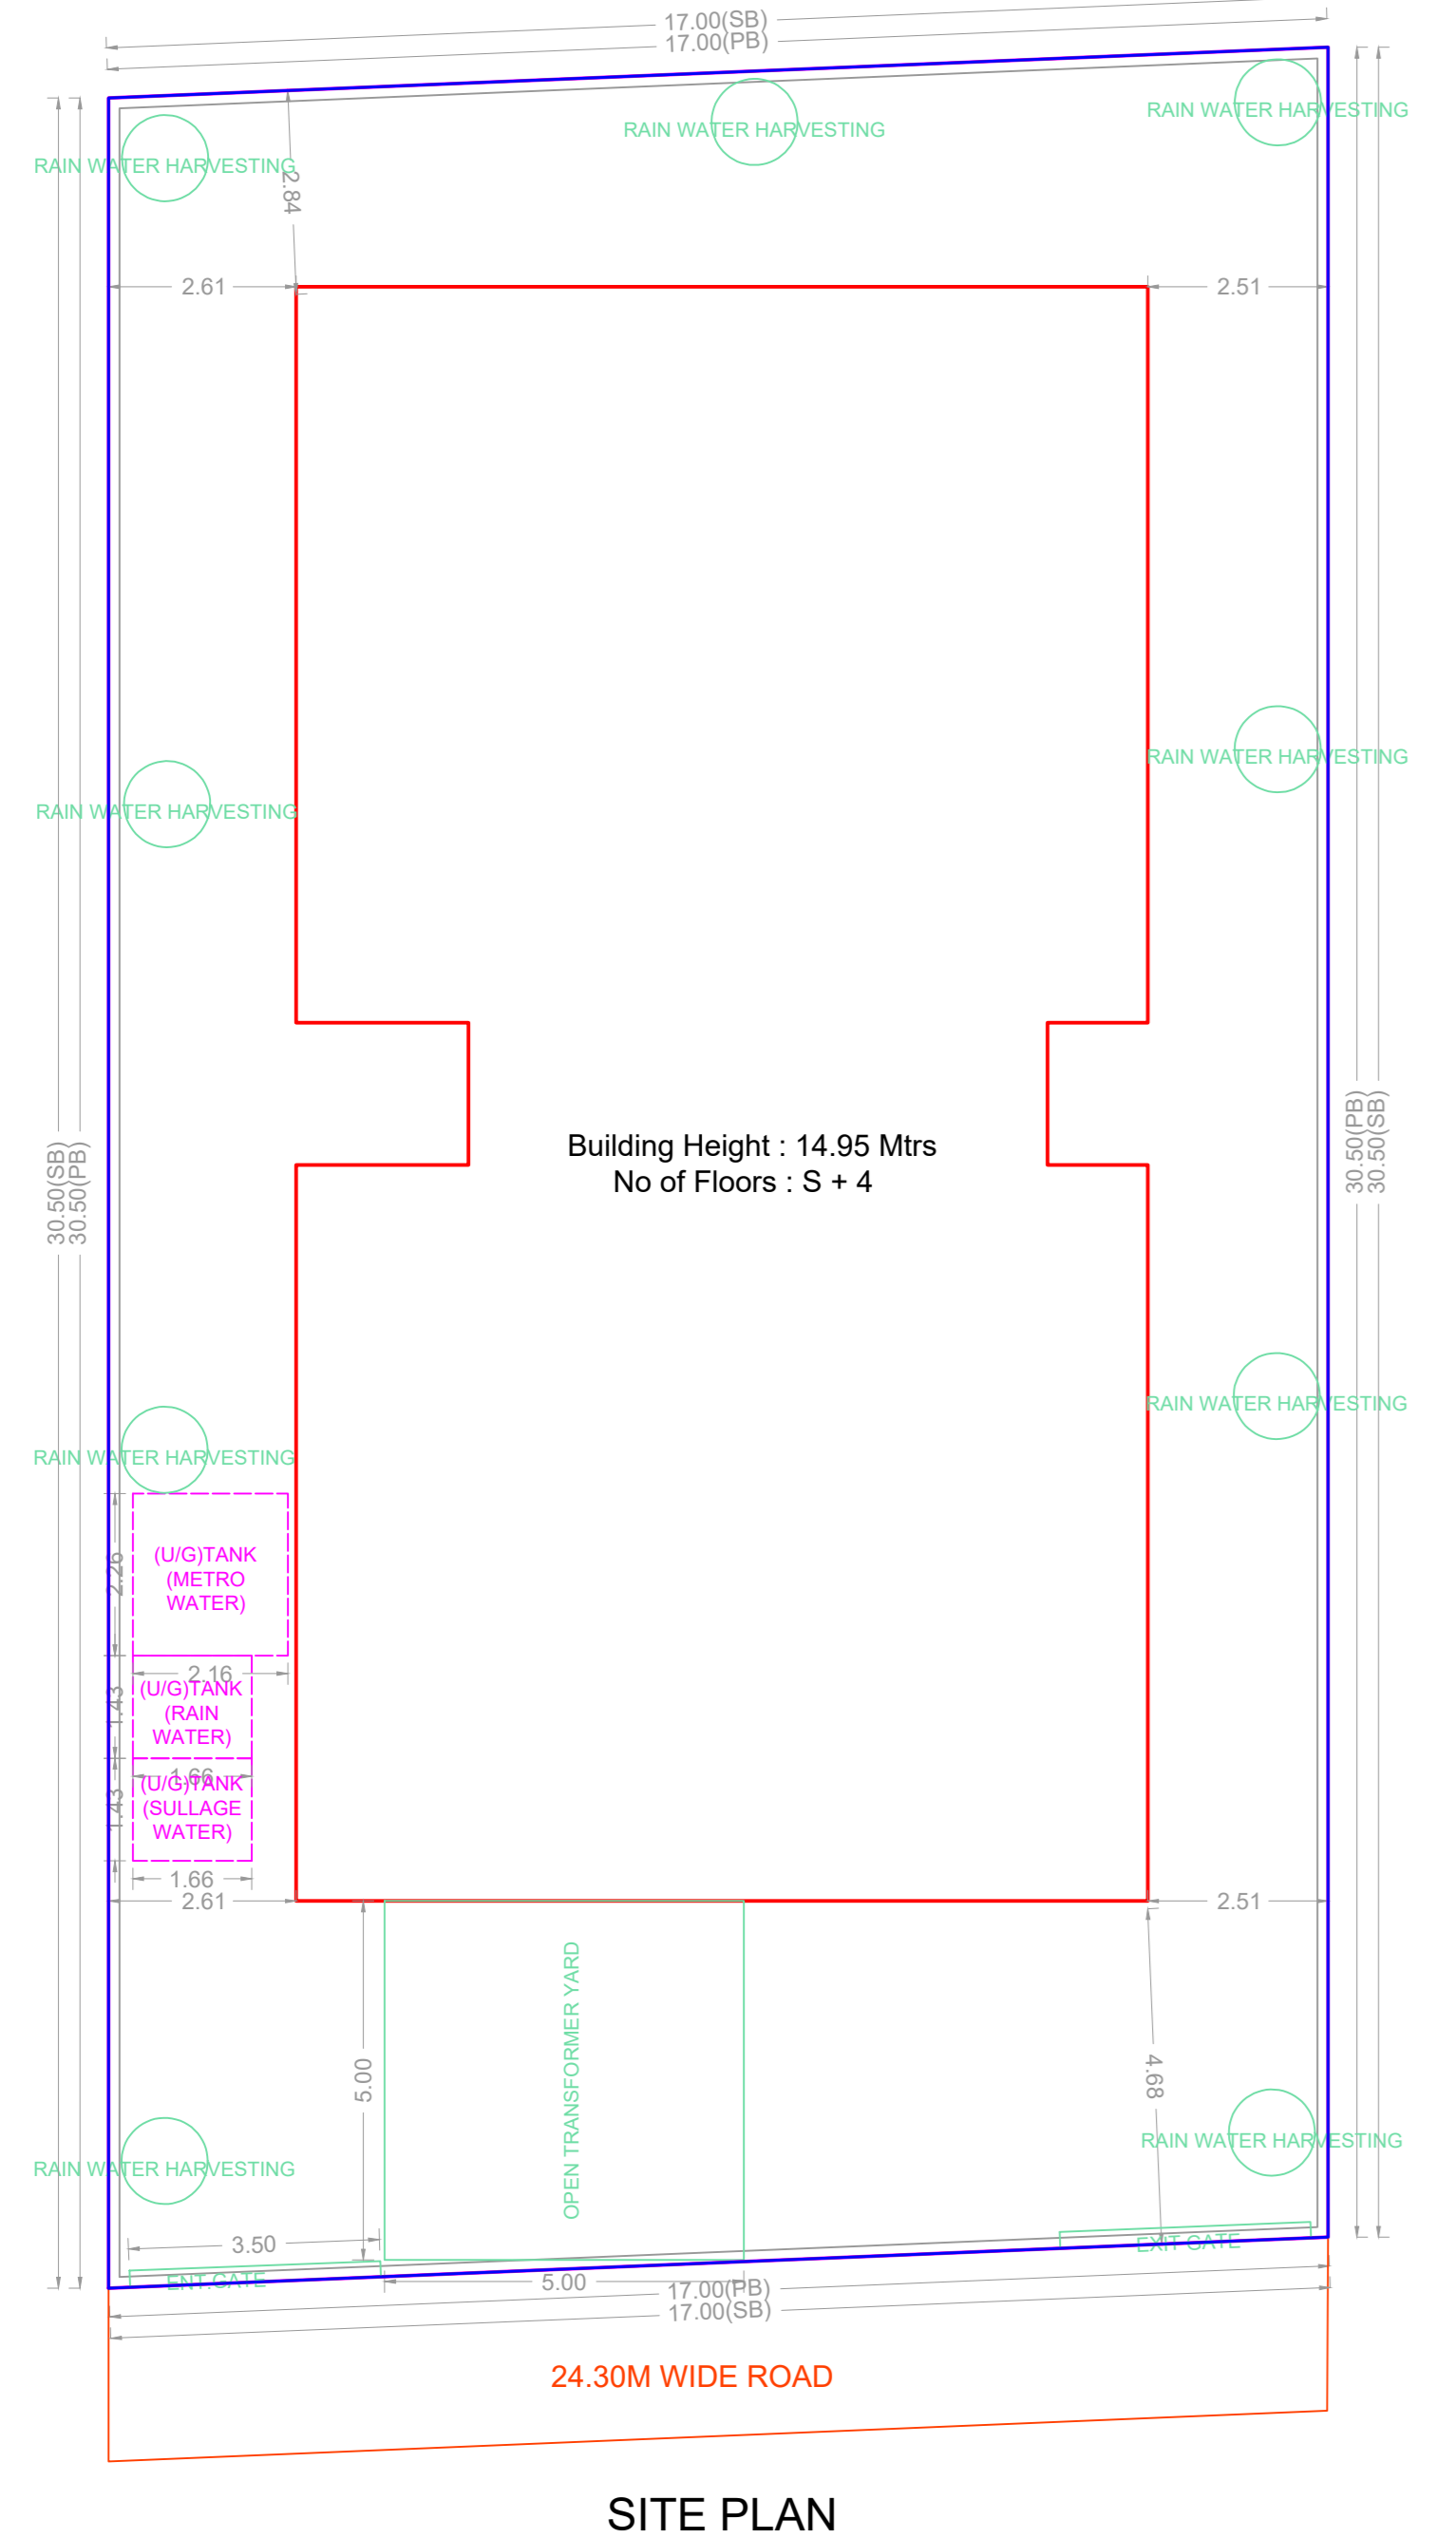 17.00(SB)
17.00(PB)
RAIN WATER HARVESTING
RAIN WATER HARVESTING
RAIN WATER HARVESTING
2.84
2.61
2.51
RAIN WATER HARVESTING
RAIN WATER HARVESTING
30.50(SB)
30.50(PB)
30.50(PB)
30.50(SB)
Building Height : 14.95 Mtrs
No of Floors : S + 4
RAIN WATER HARVESTING
RAIN WATER HARVESTING
2.26
(U/G)TANK
(METRO
WATER)
2.16
1.43
(U/G)TANK
(RAIN
WATER)
1.66
1.43
(U/G)TANK
(SULLAGE
WATER)
1.66
2.61
2.51
5.00
OPEN TRANSFORMER YARD
4.68
RAIN WATER HARVESTING
RAIN WATER HARVESTING
3.50
ENT.GATE
EXIT GATE
5.00
17.00(PB)
17.00(SB)
24.30M WIDE ROAD
SITE PLAN